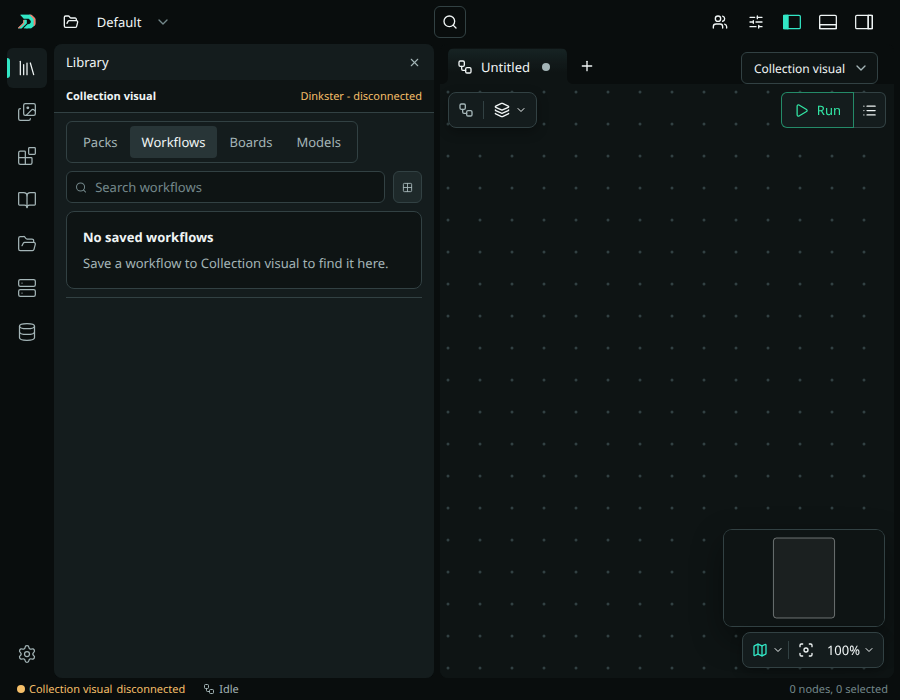 Default
Library
Collection visual
Dinkster - disconnected
Packs
Workflows
Boards
Models
Search workflows
No saved workflows
Save a workflow to Collection visual to find it here.
Untitled
Collection visual
Run
100%
Collection visual disconnected
Idle
0 nodes, 0 selected